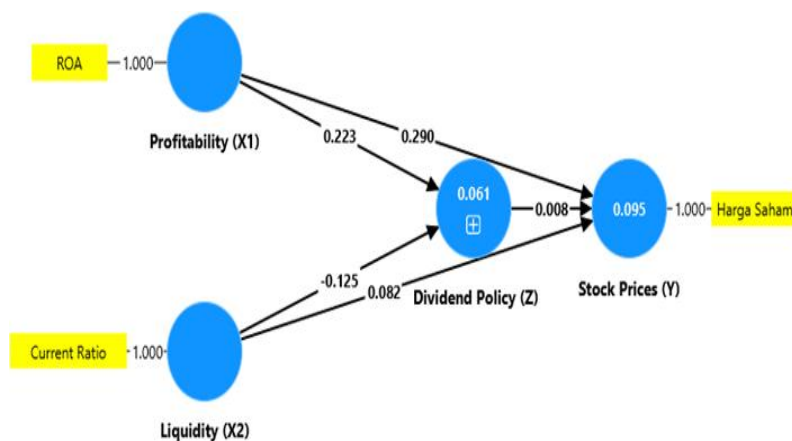 ROA
1.000
Profitability (X1)
0.223
0.290
0.061
0.008
0.095
1.000
Harga Saham
-0.125
0.082
Dividend Policy (Z)
Stock Prices (Y)
Current Ratio
1.000
Liquidity (X2)